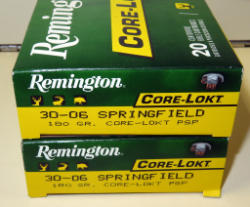 Remington
CORE-LOKT
20
Remington
CORE-LOKT
30-06 SPRINGFIELD
180 GR. CORE-LOKT PSP
Remington
CORE-LOKT
30-06 SPRINGFIELD
180 GR. CORE-LOKT PSP